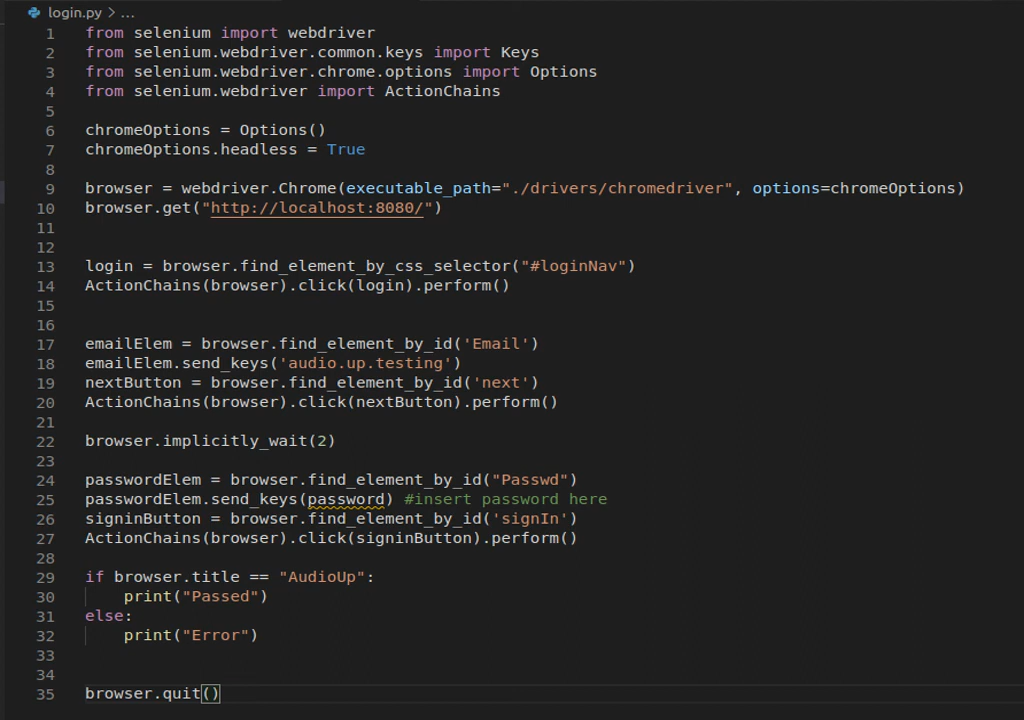 login.py > ...
1 from selenium import webdriver
2 from selenium.webdriver.common.keys import Keys
3 from selenium.webdriver.chrome.options import Options
4 from selenium.webdriver import ActionChains
5
6 chromeOptions = Options()
7 chromeOptions.headless = True
8
9 browser = webdriver.Chrome(executable_path="./drivers/chromedriver", options=chromeOptions)
10 browser.get("http://localhost:8080/")
11
12
13 login = browser.find_element_by_css_selector("#loginNav")
14 ActionChains(browser).click(login).perform()
15
16
17 emailElem = browser.find_element_by_id('Email')
18 emailElem.send_keys('audio.up.testing')
19 nextButton = browser.find_element_by_id('next')
20 ActionChains(browser).click(nextButton).perform()
21
22 browser.implicitly_wait(2)
23
24 passwordElem = browser.find_element_by_id("Passwd")
25 passwordElem.send_keys(password) #insert password here
26 signinButton = browser.find_element_by_id('signIn')
27 ActionChains(browser).click(signinButton).perform()
28
29 if browser.title == "AudioUp":
30     print("Passed")
31 else:
32     print("Error")
33
34
35 browser.quit()